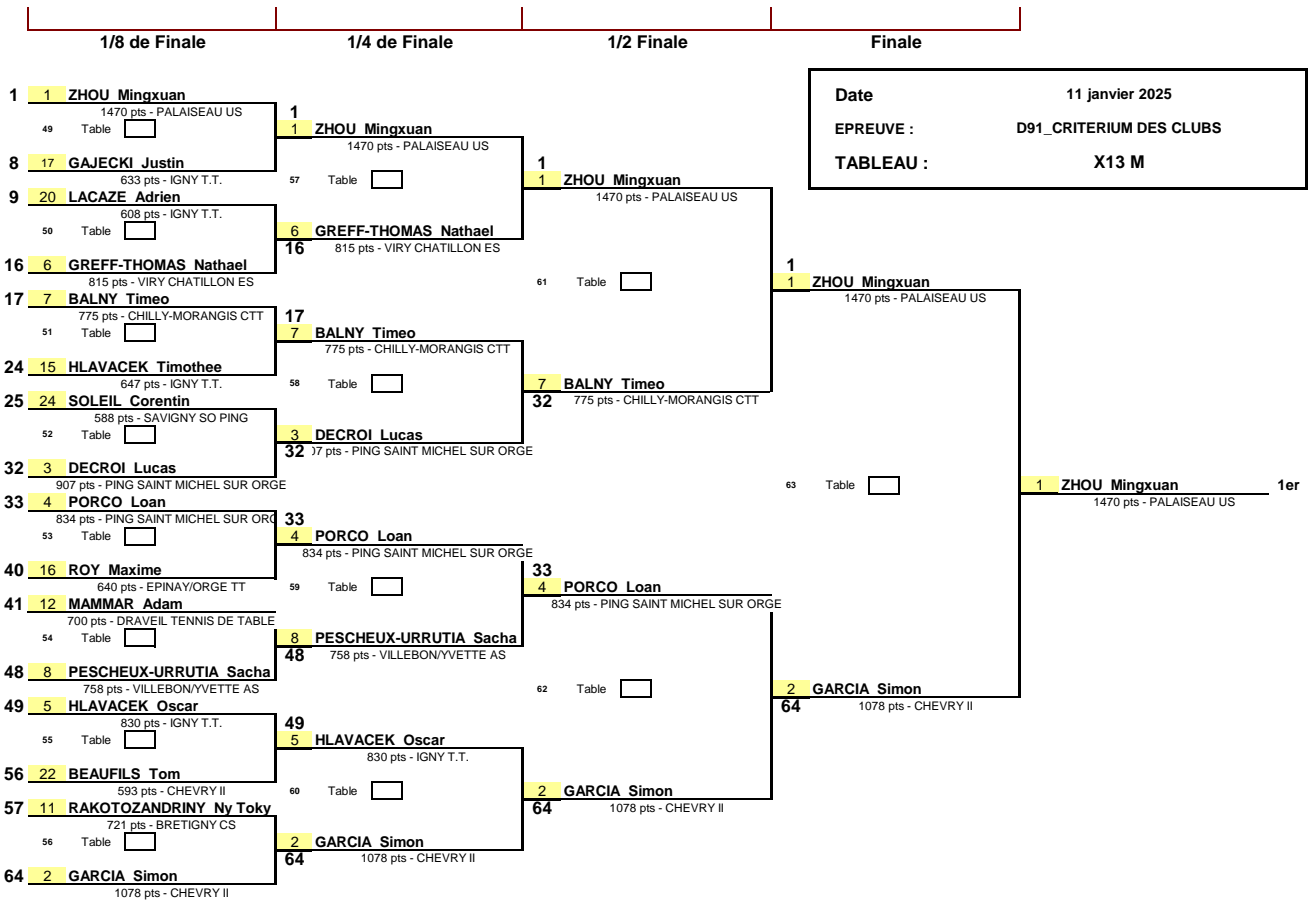 1/8 de Finale 1/4 de Finale 1/2 Finale Finale
Date 11 janvier 2025
EPREUVE : D91_CRITERIUM DES CLUBS
TABLEAU : X13 M
1 1 ZHOU Mingxuan
1470 pts - PALAISEAU US
49 Table
8 17 GAJECKI Justin
633 pts - IGNY T.T.
9 20 LACAZE Adrien
608 pts - IGNY T.T.
50 Table
16 6 GREFF-THOMAS Nathael
815 pts - VIRY CHATILLON ES
17 7 BALNY Timeo
775 pts - CHILLY-MORANGIS CTT
51 Table
24 15 HLAVACEK Timothee
647 pts - IGNY T.T.
25 24 SOLEIL Corentin
588 pts - SAVIGNY SO PING
52 Table
32 3 DECROI Lucas
907 pts - PING SAINT MICHEL SUR ORGE
33 4 PORCO Loan
834 pts - PING SAINT MICHEL SUR ORG
53 Table
40 16 ROY Maxime
640 pts - EPINAY/ORGE TT
41 12 MAMMAR Adam
700 pts - DRAVEIL TENNIS DE TABLE
54 Table
48 8 PESCHEUX-URRUTIA Sacha
758 pts - VILLEBON/YVETTE AS
49 5 HLAVACEK Oscar
830 pts - IGNY T.T.
55 Table
56 22 BEAUFILS Tom
593 pts - CHEVRY II
57 11 RAKOTOZANDRINY Ny Toky
721 pts - BRETIGNY CS
56 Table
64 2 GARCIA Simon
1078 pts - CHEVRY II
1
1 ZHOU Mingxuan
1470 pts - PALAISEAU US
57 Table
6 GREFF-THOMAS Nathael
16 815 pts - VIRY CHATILLON ES
17
7 BALNY Timeo
775 pts - CHILLY-MORANGIS CTT
58 Table
3 DECROI Lucas
32 07 pts - PING SAINT MICHEL SUR ORGE
33
4 PORCO Loan
834 pts - PING SAINT MICHEL SUR ORGE
59 Table
8 PESCHEUX-URRUTIA Sacha
48 758 pts - VILLEBON/YVETTE AS
49
5 HLAVACEK Oscar
830 pts - IGNY T.T.
60 Table
2 GARCIA Simon
64 1078 pts - CHEVRY II
1
1 ZHOU Mingxuan
1470 pts - PALAISEAU US
61 Table
7 BALNY Timeo
32 775 pts - CHILLY-MORANGIS CTT
33
4 PORCO Loan
834 pts - PING SAINT MICHEL SUR ORGE
62 Table
2 GARCIA Simon
64 1078 pts - CHEVRY II
1
1 ZHOU Mingxuan
1470 pts - PALAISEAU US
63 Table
2 GARCIA Simon
64 1078 pts - CHEVRY II
1 ZHOU Mingxuan 1er
1470 pts - PALAISEAU US